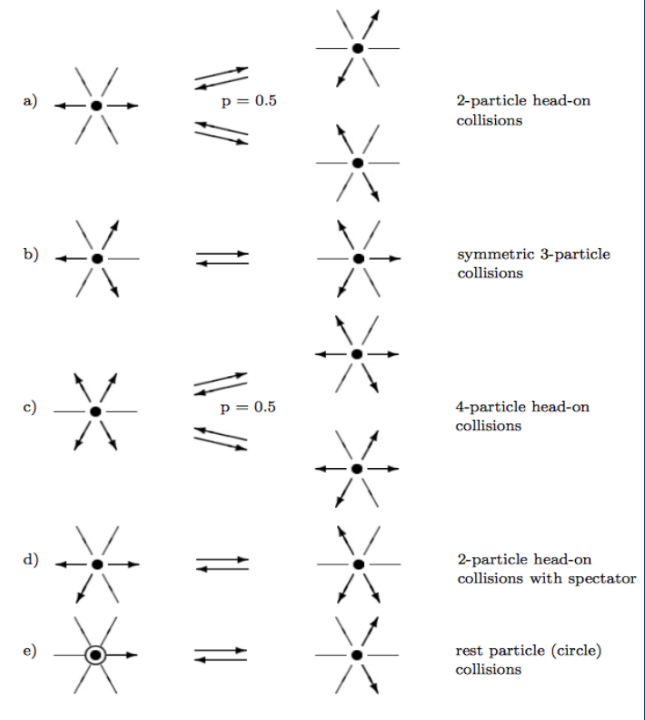 a)
p = 0.5
2-particle head-on
collisions
b)
symmetric 3-particle
collisions
c)
p = 0.5
4-particle head-on
collisions
d)
2-particle head-on
collisions with spectator
e)
rest particle (circle)
collisions